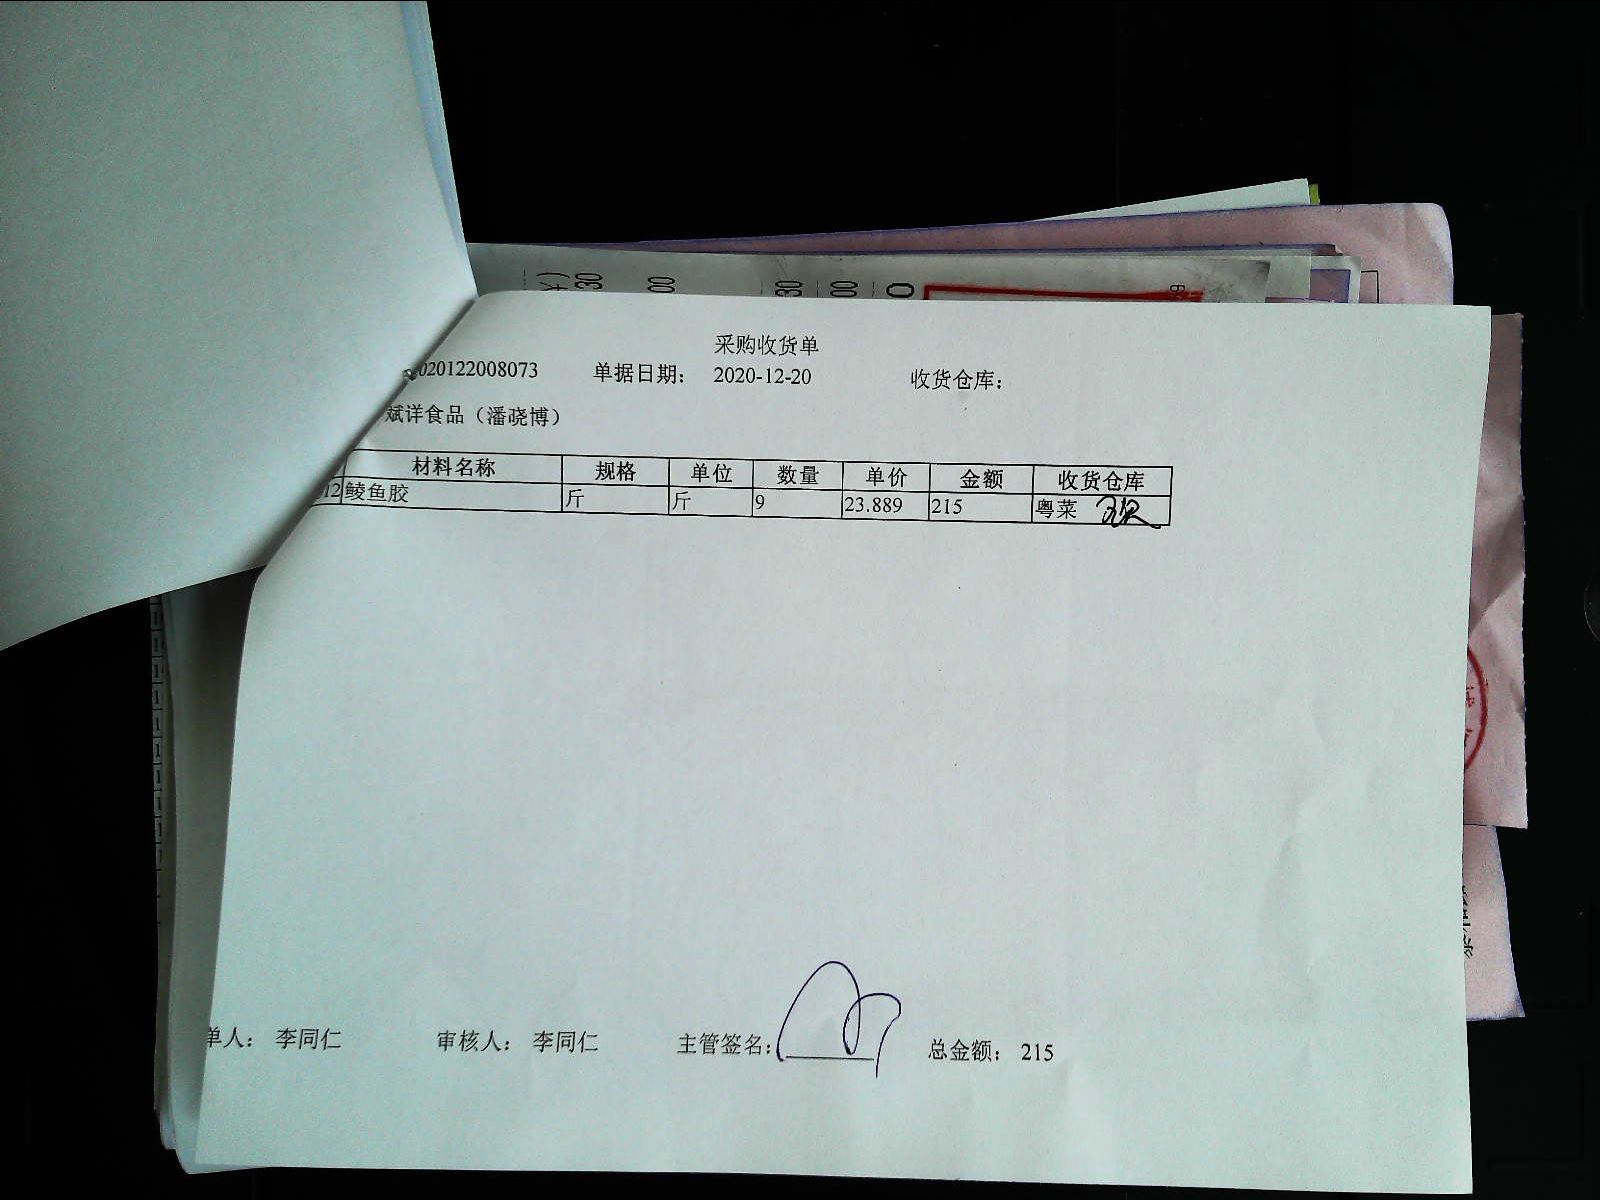 采购收货单
020122008073 单据日期： 2020-12-20 收货仓库：
斌详食品（潘晓博）
材料名称 规格 单位 数量 单价 金额 收货仓库
12 鲮鱼胶 斤 斤 9 23.889 215 粤菜
单人： 李同仁 审核人： 李同仁 主管签名： 总金额： 215